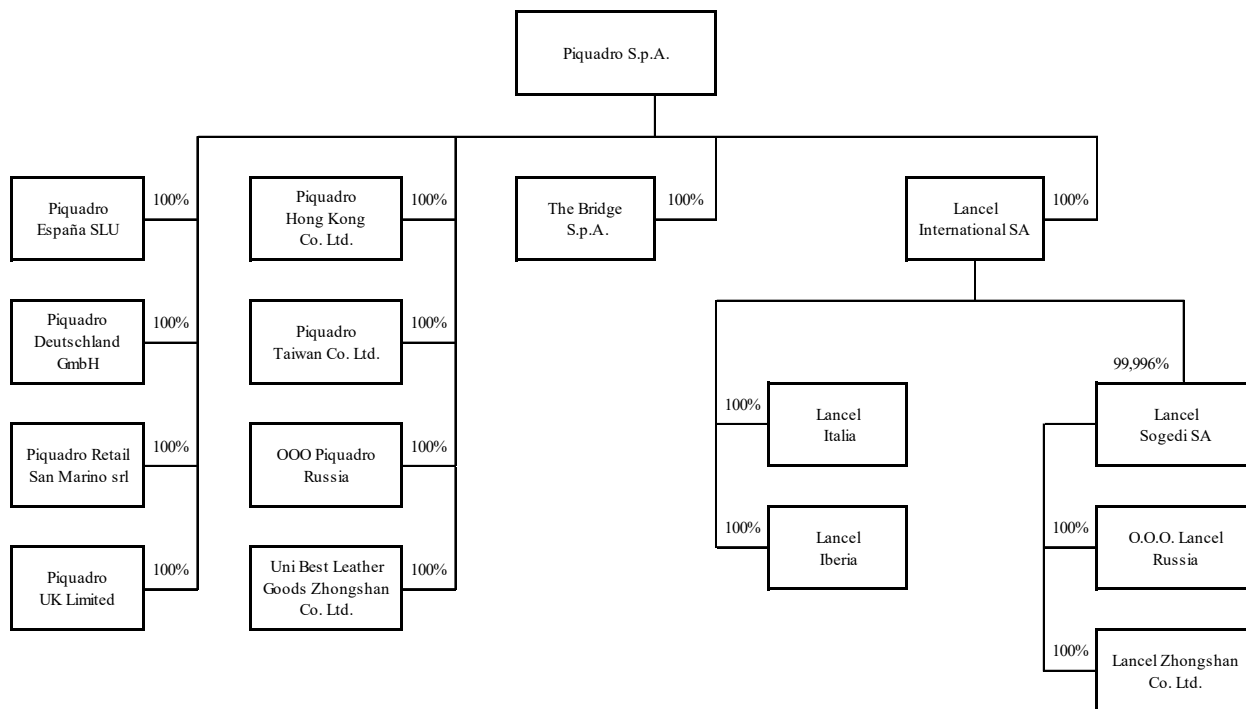 Piquadro S.p.A.
100%
Piquadro
España SLU
100%
Piquadro
Hong Kong
Co. Ltd.
100%
The Bridge
S.p.A.
100%
Lancel
International SA
100%
Piquadro
Deutschland
GmbH
100%
Piquadro
Taiwan Co. Ltd.
100%
99,996%
Piquadro Retail
San Marino srl
100%
OOO Piquadro
Russia
100%
100%
Lancel
Italia
Lancel
Sogedi SA
Piquadro
UK Limited
100%
Uni Best Leather
Goods Zhongshan
Co. Ltd.
100%
100%
Lancel
Iberia
100%
O.O.O. Lancel
Russia
100%
Lancel Zhongshan
Co. Ltd.